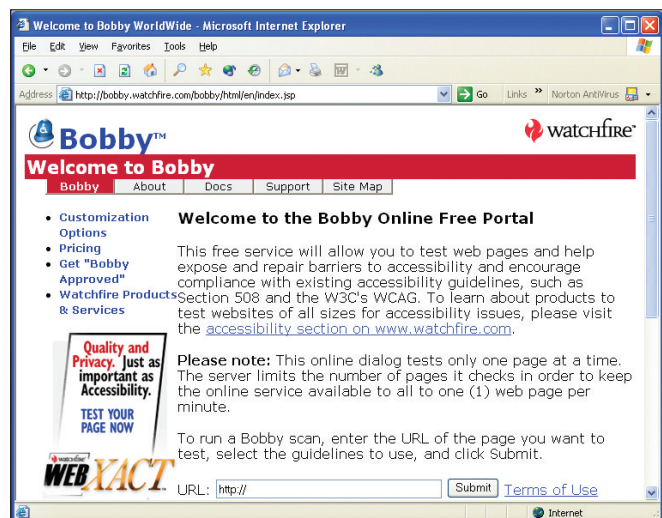 Welcome to Bobby WorldWide - Microsoft Internet Explorer
File Edit View Favorites Tools Help
Address http://bobby.watchfire.com/bobby/html/en/index.jsp Go Links » Norton AntiVirus
Bobby™
WATCHFIRE
Welcome to Bobby
Bobby About Docs Support Site Map
• Customization
Options
• Pricing
• Get "Bobby
Approved"
• Watchfire Products
& Services
Quality and
Privacy. Just as
important as
Accessibility.
TEST YOUR
PAGE NOW
WEBXACT
Welcome to the Bobby Online Free Portal
This free service will allow you to test web pages and help
expose and repair barriers to accessibility and encourage
compliance with existing accessibility guidelines, such as
Section 508 and the W3C's WCAG. To learn about products to
test websites of all sizes for accessibility issues, please visit
the accessibility section on www.watchfire.com.
Please note: This online dialog tests only one page at a time.
The server limits the number of pages it checks in order to keep
the online service available to all to one (1) web page per
minute.
To run a Bobby scan, enter the URL of the page you want to
test, select the guidelines to use, and click Submit.
URL: http:// Submit Terms of Use
Internet